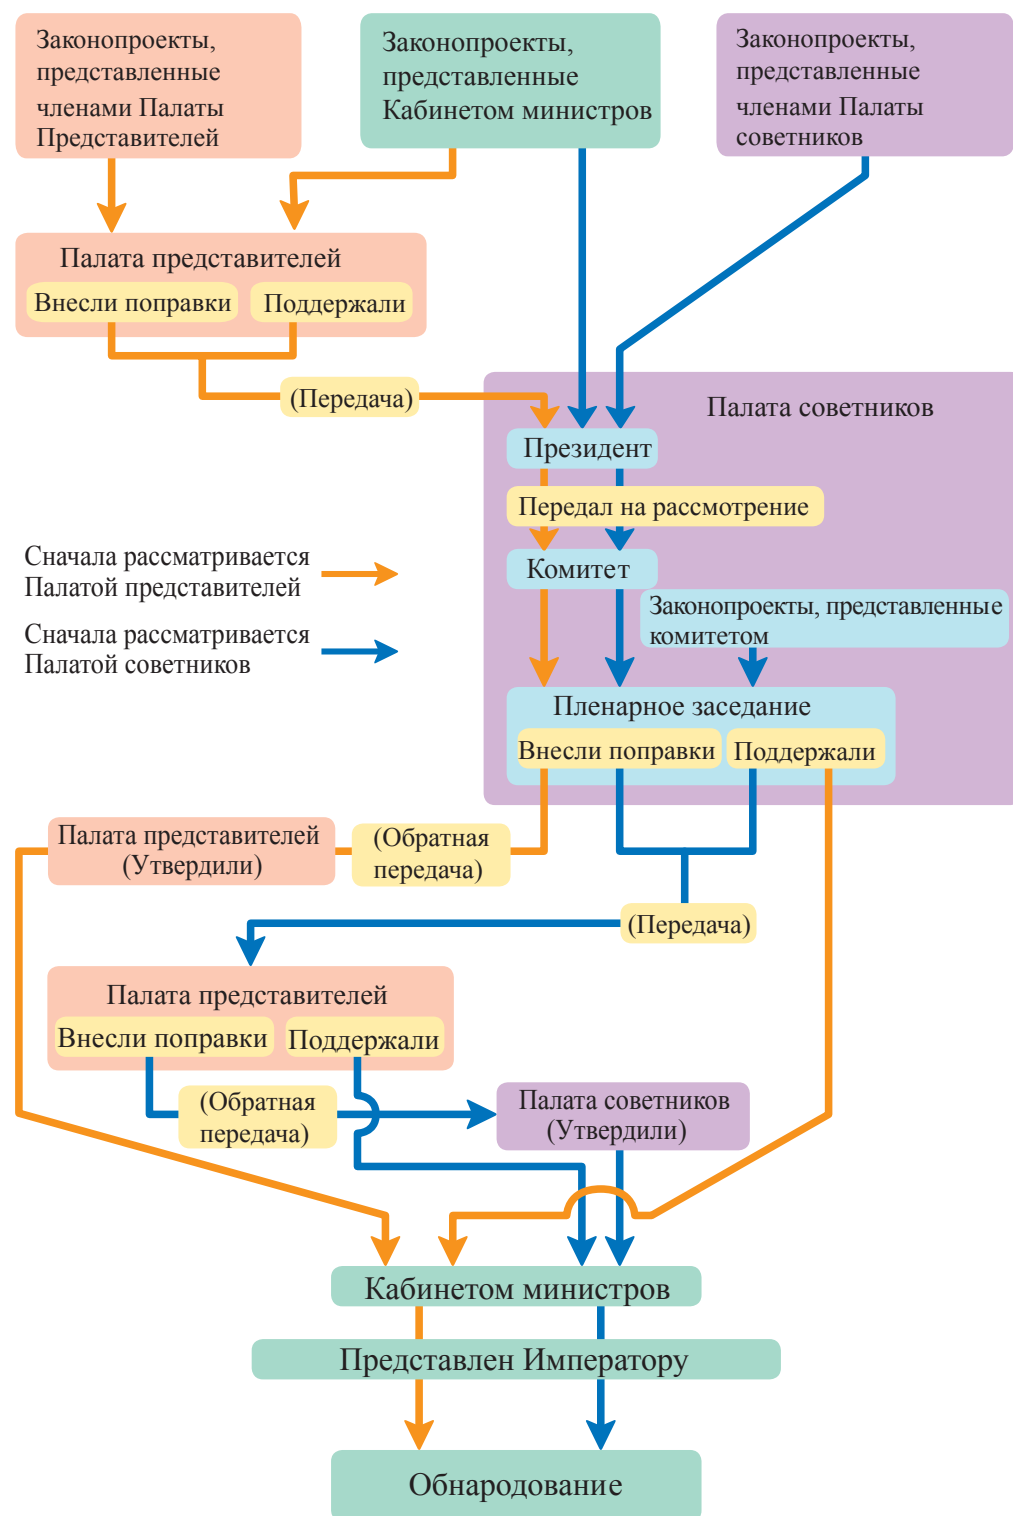 Законопроекты,
представленные
членами Палаты
Представителей
Законопроекты,
представленные
Кабинетом министров
Законопроекты,
представленные
членами Палаты
советников
Палата представителей
Внесли поправки
Поддержали
(Передача)
Палата советников
Президент
Передал на рассмотрение
Комитет
Сначала рассматривается
Палатой представителей
Сначала рассматривается
Палатой советников
Законопроекты, представленные
комитетом
Пленарное заседание
Внесли поправки
Поддержали
Палата представителей
(Утвердили)
(Обратная
передача)
(Передача)
Палата представителей
Внесли поправки
Поддержали
(Обратная
передача)
Палата советников
(Утвердили)
Кабинетом министров
Представлен Императору
Обнародование